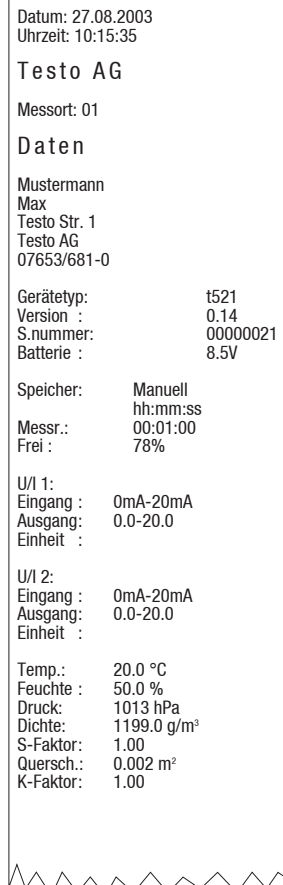 Datum: 27.08.2003
Uhrzeit: 10:15:35
Testo AG
Messort: 01
Daten
Mustermann
Max
Testo Str. 1
Testo AG
07653/681-0
Gerätetyp: t521
Version : 0.14
S.nummer: 00000021
Batterie : 8.5V
Speicher: Manuell
hh:mm:ss
Messr.: 00:01:00
Frei : 78%
U/I 1:
Eingang : 0mA-20mA
Ausgang: 0.0-20.0
Einheit :
U/I 2:
Eingang : 0mA-20mA
Ausgang: 0.0-20.0
Einheit :
Temp.: 20.0 °C
Feuchte : 50.0 %
Druck: 1013 hPa
Dichte: 1199.0 g/m³
S-Faktor: 1.00
Quersch.: 0.002 m²
K-Faktor: 1.00